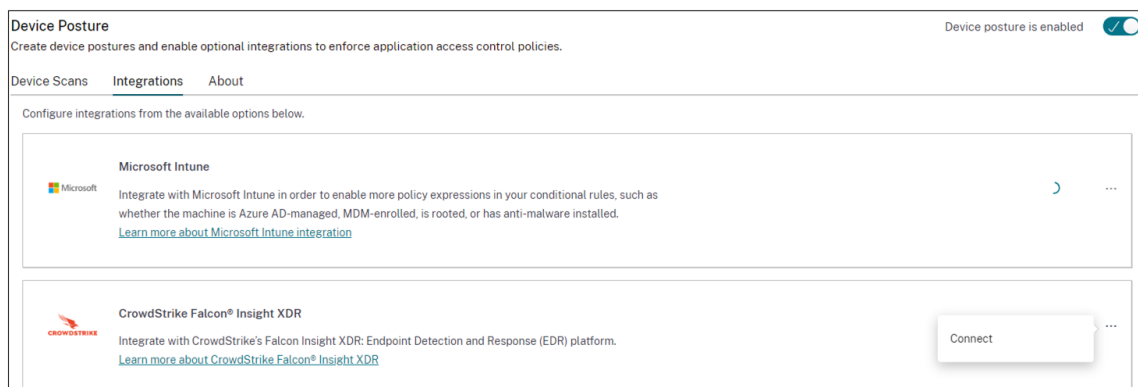 Device Posture
Device posture is enabled
Create device postures and enable optional integrations to enforce application access control policies.
Device Scans Integrations About
Configure integrations from the available options below.
Microsoft Intune
Microsoft
Integrate with Microsoft Intune in order to enable more policy expressions in your conditional rules, such as
whether the machine is Azure AD-managed, MDM-enrolled, is rooted, or has anti-malware installed.
Learn more about Microsoft Intune integration
CrowdStrike Falcon® Insight XDR
CROWDSTRIKE
Integrate with CrowdStrike's Falcon Insight XDR: Endpoint Detection and Response (EDR) platform.
Learn more about CrowdStrike Falcon® Insight XDR
Connect